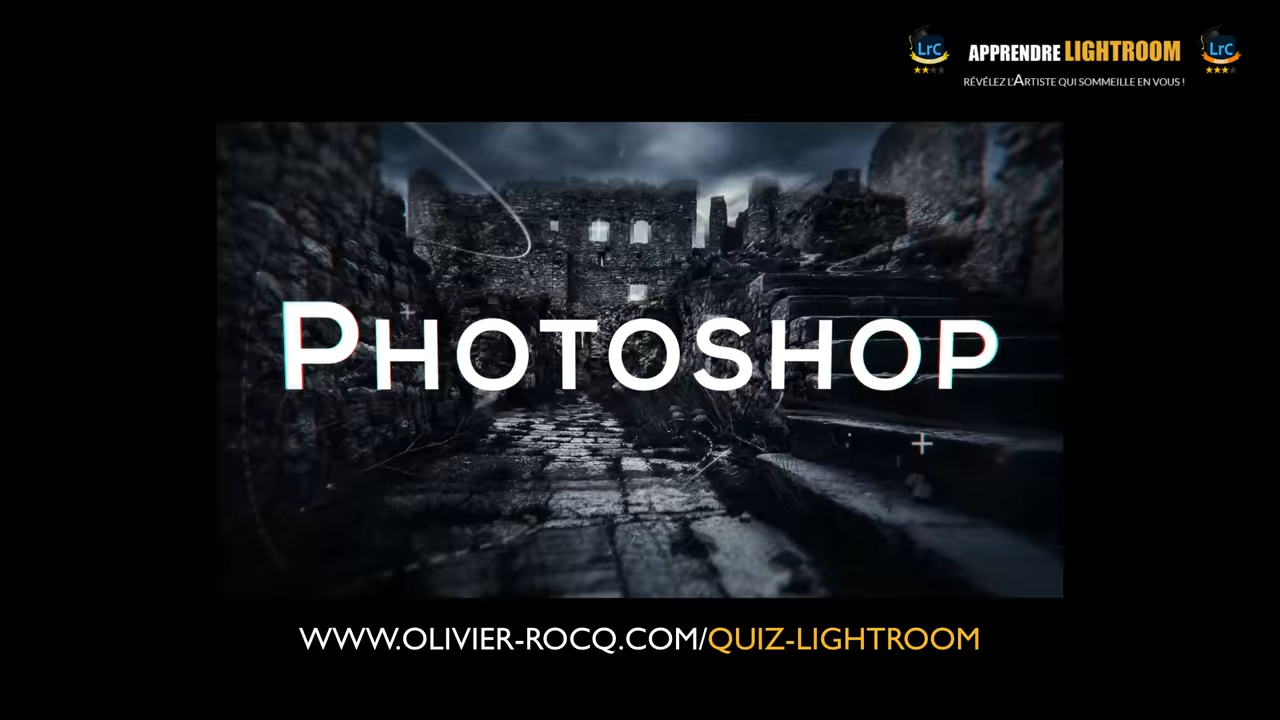 LrC APPRENDRE LIGHTROOM LrC
RÉVÉLEZ L'ARTISTE QUI SOMMEILLE EN VOUS !
PHOTOSHOP
WWW.OLIVIER-ROCQ.COM/QUIZ-LIGHTROOM